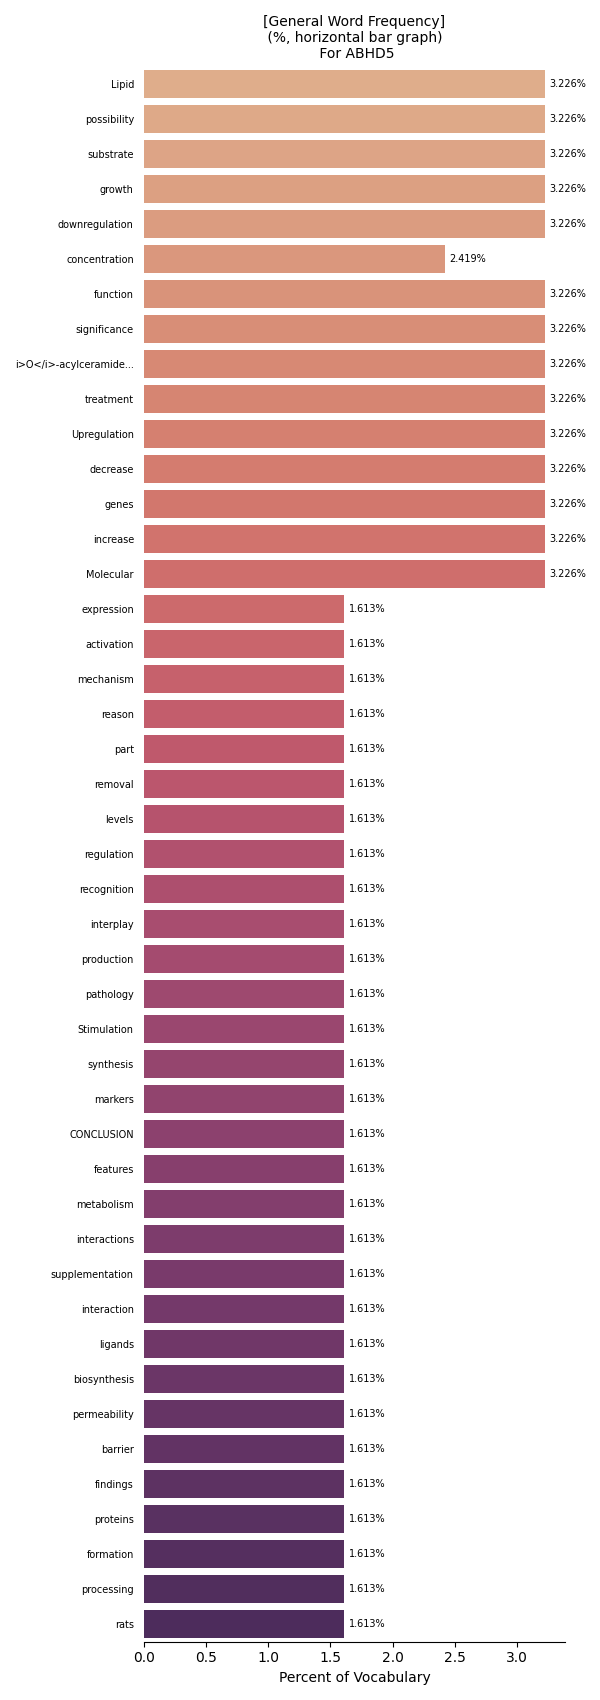 [General Word Frequency]
(%, horizontal bar graph)
For ABHD5
Lipid 3.226%
possibility 3.226%
substrate 3.226%
growth 3.226%
downregulation 3.226%
concentration 2.419%
function 3.226%
significance 3.226%
i>O</i>-acylceramide... 3.226%
treatment 3.226%
Upregulation 3.226%
decrease 3.226%
genes 3.226%
increase 3.226%
Molecular 3.226%
expression 1.613%
activation 1.613%
mechanism 1.613%
reason 1.613%
part 1.613%
removal 1.613%
levels 1.613%
regulation 1.613%
recognition 1.613%
interplay 1.613%
production 1.613%
pathology 1.613%
Stimulation 1.613%
synthesis 1.613%
markers 1.613%
CONCLUSION 1.613%
features 1.613%
metabolism 1.613%
interactions 1.613%
supplementation 1.613%
interaction 1.613%
ligands 1.613%
biosynthesis 1.613%
permeability 1.613%
barrier 1.613%
findings 1.613%
proteins 1.613%
formation 1.613%
processing 1.613%
rats 1.613%
0.0 0.5 1.0 1.5 2.0 2.5 3.0
Percent of Vocabulary